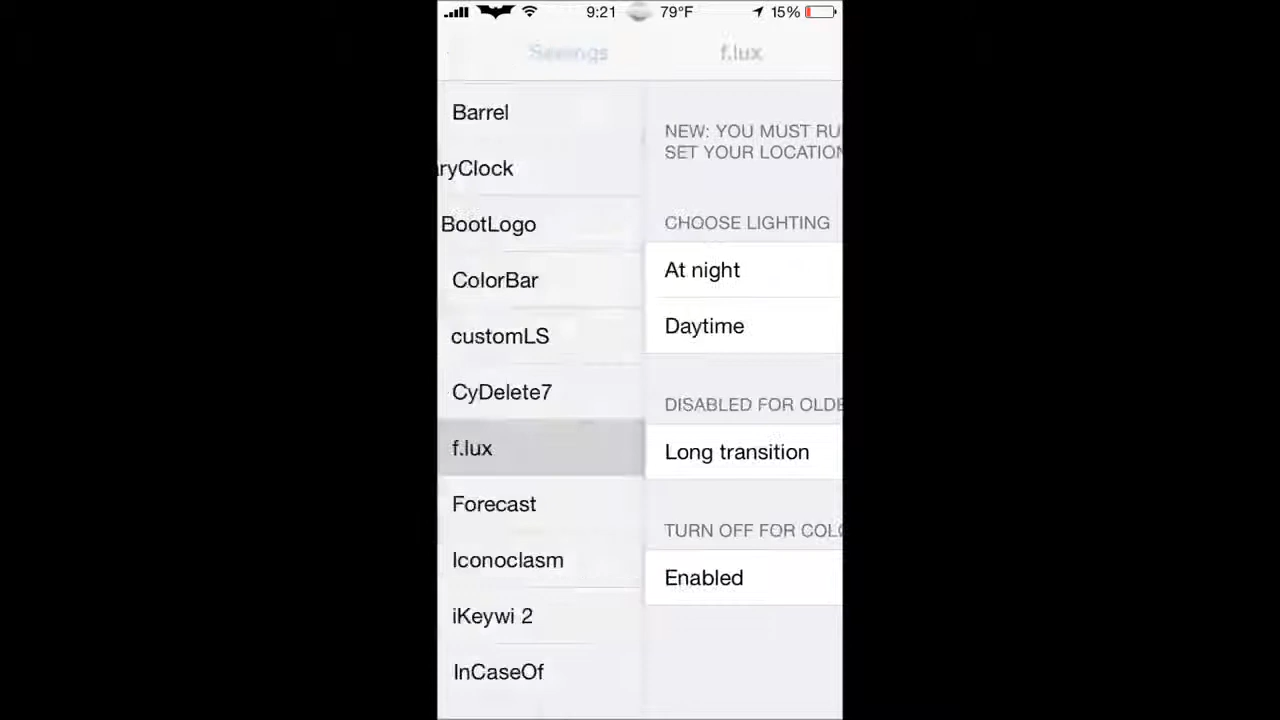 9:21
79°F
15%
Settings
f.lux
Barrel
ryClock
BootLogo
ColorBar
customLS
CyDelete7
f.lux
Forecast
Iconoclasm
iKeywi 2
InCaseOf
NEW: YOU MUST RU
SET YOUR LOCATION
CHOOSE LIGHTING
At night
Daytime
DISABLED FOR OLDE
Long transition
TURN OFF FOR COLO
Enabled